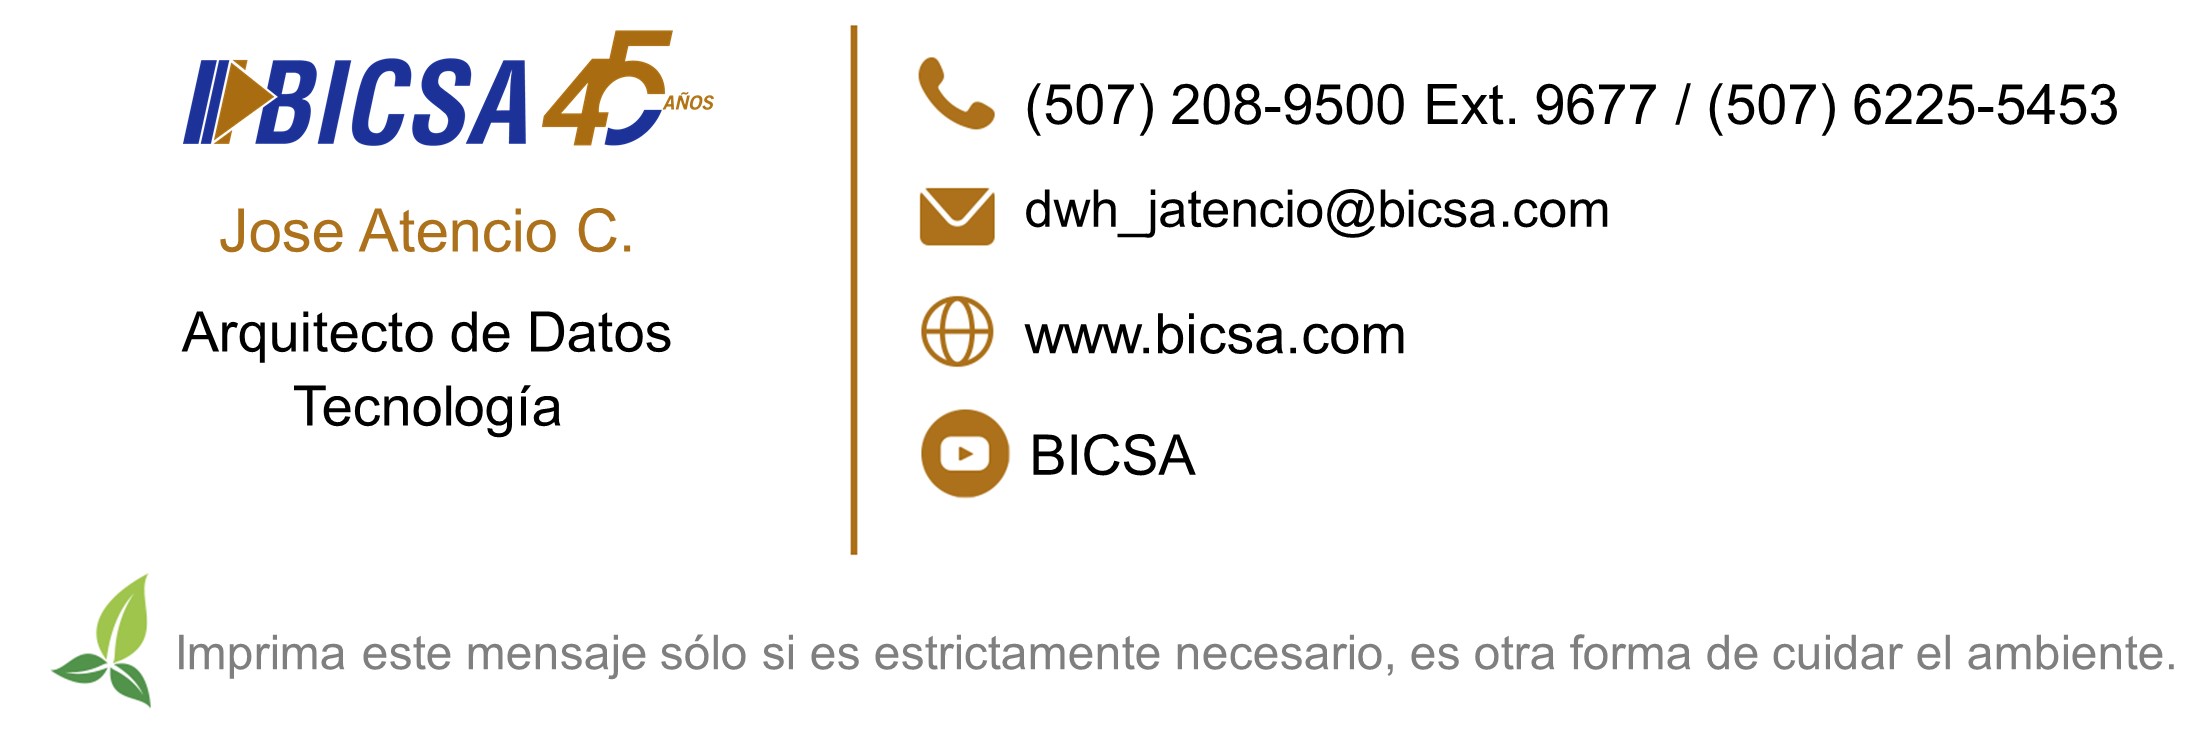 BICSA 45 AÑOS
Jose Atencio C.
Arquitecto de Datos
Tecnología
(507) 208-9500 Ext. 9677 / (507) 6225-5453
dwh_jatencio@bicsa.com
www.bicsa.com
BICSA
Imprima este mensaje sólo si es estrictamente necesario, es otra forma de cuidar el ambiente.